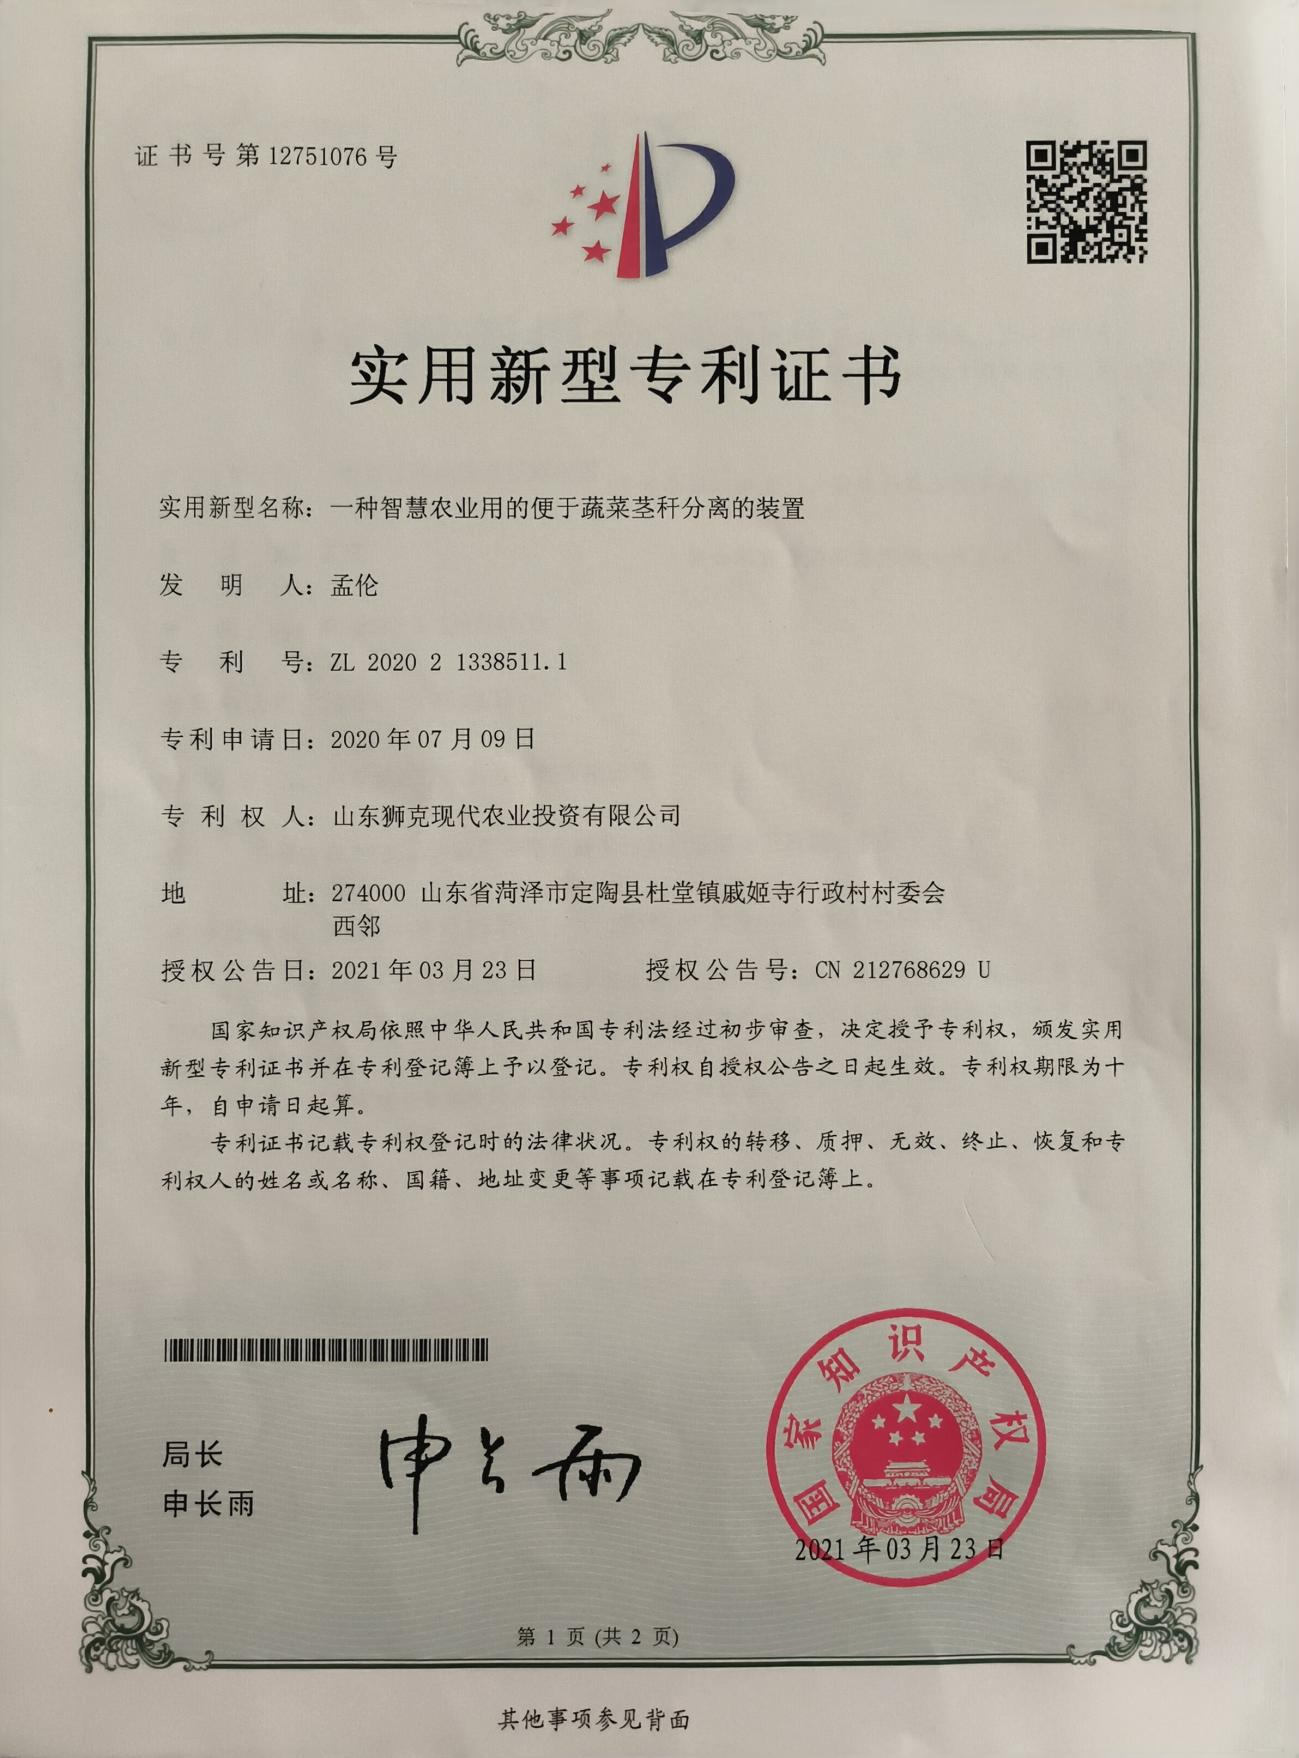 证书号第12751076号
实用新型专利证书
实用新型名称：一种智慧农业用的便于蔬菜茎秆分离的装置
发明人：孟伦
专利号：ZL 2020 2 1338511.1
专利申请日：2020年07月09日
专利权人：山东狮克现代农业投资有限公司
地址：274000 山东省菏泽市定陶县杜堂镇戚姬寺行政村村委会
西邻
授权公告日：2021年03月23日 授权公告号：CN 212768629 U
国家知识产权局依照中华人民共和国专利法经过初步审查，决定授予专利权，颁发实用
新型专利证书并在专利登记簿上予以登记。专利权自授权公告之日起生效。专利权期限为十
年，自申请日起算。
专利证书记载专利权登记时的法律状况。专利权的转移、质押、无效、终止、恢复和专
利权人的姓名或名称、国籍、地址变更等事项记载在专利登记簿上。
局长
申长雨
申长雨
国家知识产权局
2021年03月23日
第 1 页 (共 2 页)
其他事项参见背面